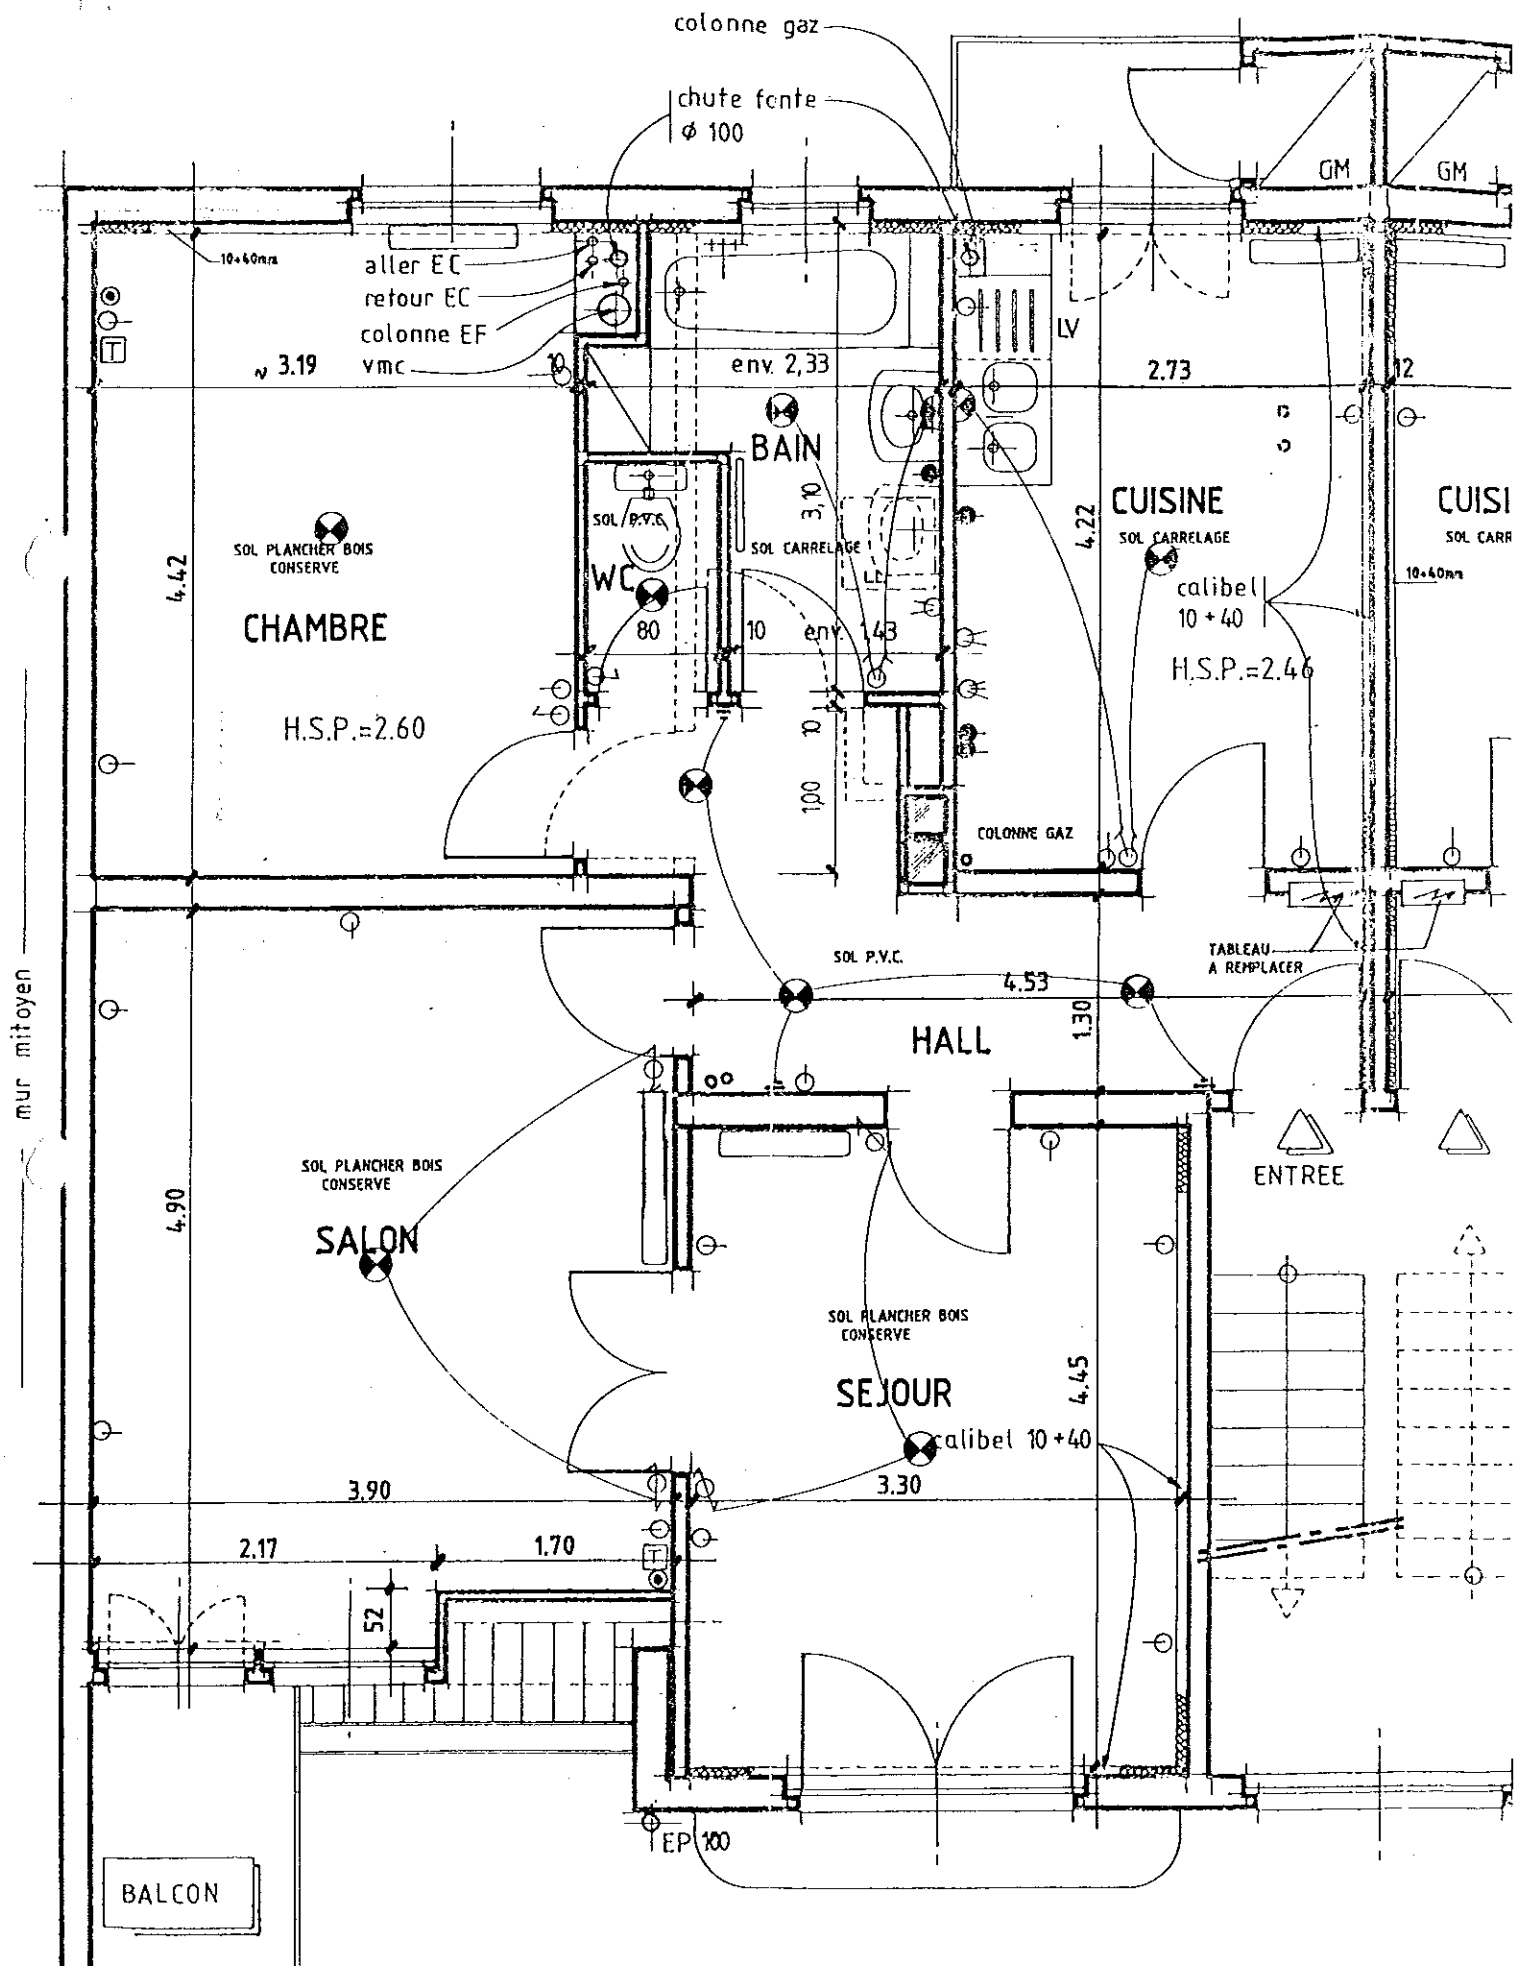 colonne gaz
chute fonte
ϕ 100
GM
GM
10+40mm
aller EC
retour EC
colonne EF
vmc
T
LV
~ 3.19
10
env. 2,33
2.73
12
BAIN
3,10
CUISINE
CUISI
SOL P.V.C.
SOL CARRELAGE
SOL CARRELAGE
SOL CARR
4.22
SOL PLANCHER BOIS
CONSERVE
4.42
WC
LL
calibel
10 + 40
10+40mm
CHAMBRE
80
10
env. 1,43
H.S.P.=2.46
H.S.P.=2.60
10
1,00
COLONNE GAZ
SOL P.V.C.
TABLEAU
A REMPLACER
4.53
1.30
HALL
mur mitoyen
ENTREE
SOL PLANCHER BOIS
CONSERVE
4.90
SALON
SOL PLANCHER BOIS
CONSERVE
4.45
SEJOUR
calibel 10+40
3.90
3.30
2.17
1.70
T
52
EP 100
BALCON